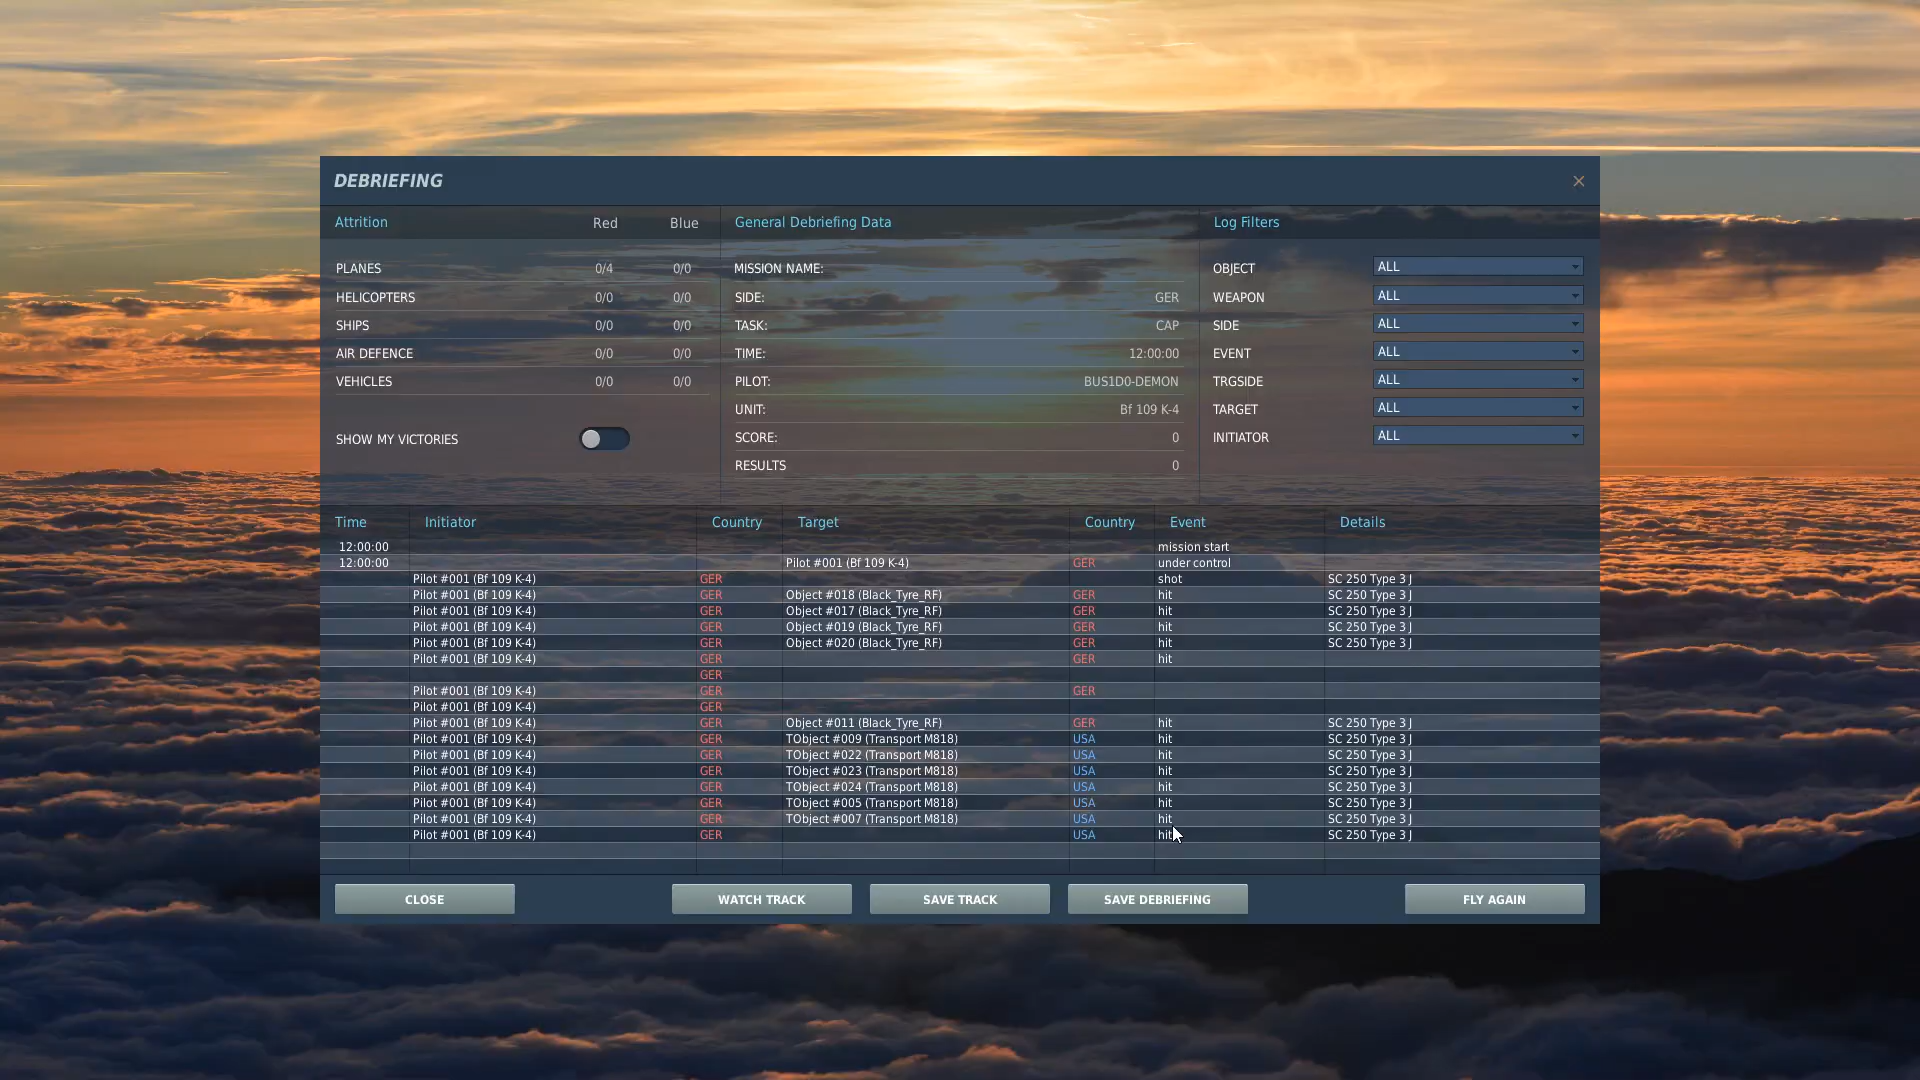 DEBRIEFING
Attrition Red Blue
PLANES 0/4 0/0
HELICOPTERS 0/0 0/0
SHIPS 0/0 0/0
AIR DEFENCE 0/0 0/0
VEHICLES 0/0 0/0
SHOW MY VICTORIES
General Debriefing Data
MISSION NAME:
SIDE: GER
TASK: CAP
TIME: 12:00:00
PILOT: BUS1D0-DEMON
UNIT: Bf 109 K-4
SCORE: 0
RESULTS 0
Log Filters
OBJECT ALL
WEAPON ALL
SIDE ALL
EVENT ALL
TRGSIDE ALL
TARGET ALL
INITIATOR ALL
Time Initiator Country Target Country Event Details
12:00:00 mission start
12:00:00 Pilot #001 (Bf 109 K-4) GER under control
Pilot #001 (Bf 109 K-4) GER shot SC 250 Type 3 J
Pilot #001 (Bf 109 K-4) GER Object #018 (Black_Tyre_RF) GER hit SC 250 Type 3 J
Pilot #001 (Bf 109 K-4) GER Object #017 (Black_Tyre_RF) GER hit SC 250 Type 3 J
Pilot #001 (Bf 109 K-4) GER Object #019 (Black_Tyre_RF) GER hit SC 250 Type 3 J
Pilot #001 (Bf 109 K-4) GER Object #020 (Black_Tyre_RF) GER hit SC 250 Type 3 J
Pilot #001 (Bf 109 K-4) GER GER hit
GER
Pilot #001 (Bf 109 K-4) GER GER
Pilot #001 (Bf 109 K-4) GER
Pilot #001 (Bf 109 K-4) GER Object #011 (Black_Tyre_RF) GER hit SC 250 Type 3 J
Pilot #001 (Bf 109 K-4) GER TObject #009 (Transport M818) USA hit SC 250 Type 3 J
Pilot #001 (Bf 109 K-4) GER TObject #022 (Transport M818) USA hit SC 250 Type 3 J
Pilot #001 (Bf 109 K-4) GER TObject #023 (Transport M818) USA hit SC 250 Type 3 J
Pilot #001 (Bf 109 K-4) GER TObject #024 (Transport M818) USA hit SC 250 Type 3 J
Pilot #001 (Bf 109 K-4) GER TObject #005 (Transport M818) USA hit SC 250 Type 3 J
Pilot #001 (Bf 109 K-4) GER TObject #007 (Transport M818) USA hit SC 250 Type 3 J
Pilot #001 (Bf 109 K-4) GER USA hit SC 250 Type 3 J
CLOSE WATCH TRACK SAVE TRACK SAVE DEBRIEFING FLY AGAIN